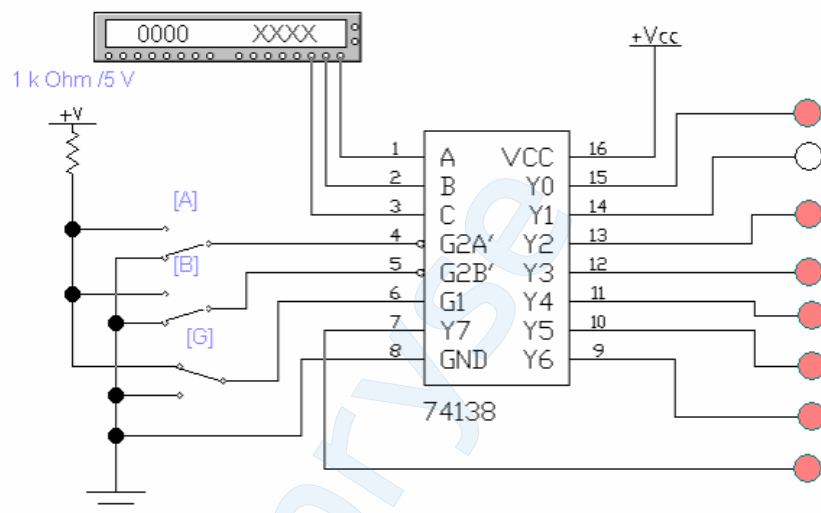 0000 XXXX
+Vcc
1 k Ohm /5 V
+V
1 A VCC 16
2 B Y0 15
3 C Y1 14
[A]
4 G2A' Y2 13
[B]
5 G2B' Y3 12
6 G1 Y4 11
[G]
7 Y7 Y5 10
8 GND Y6 9
74138